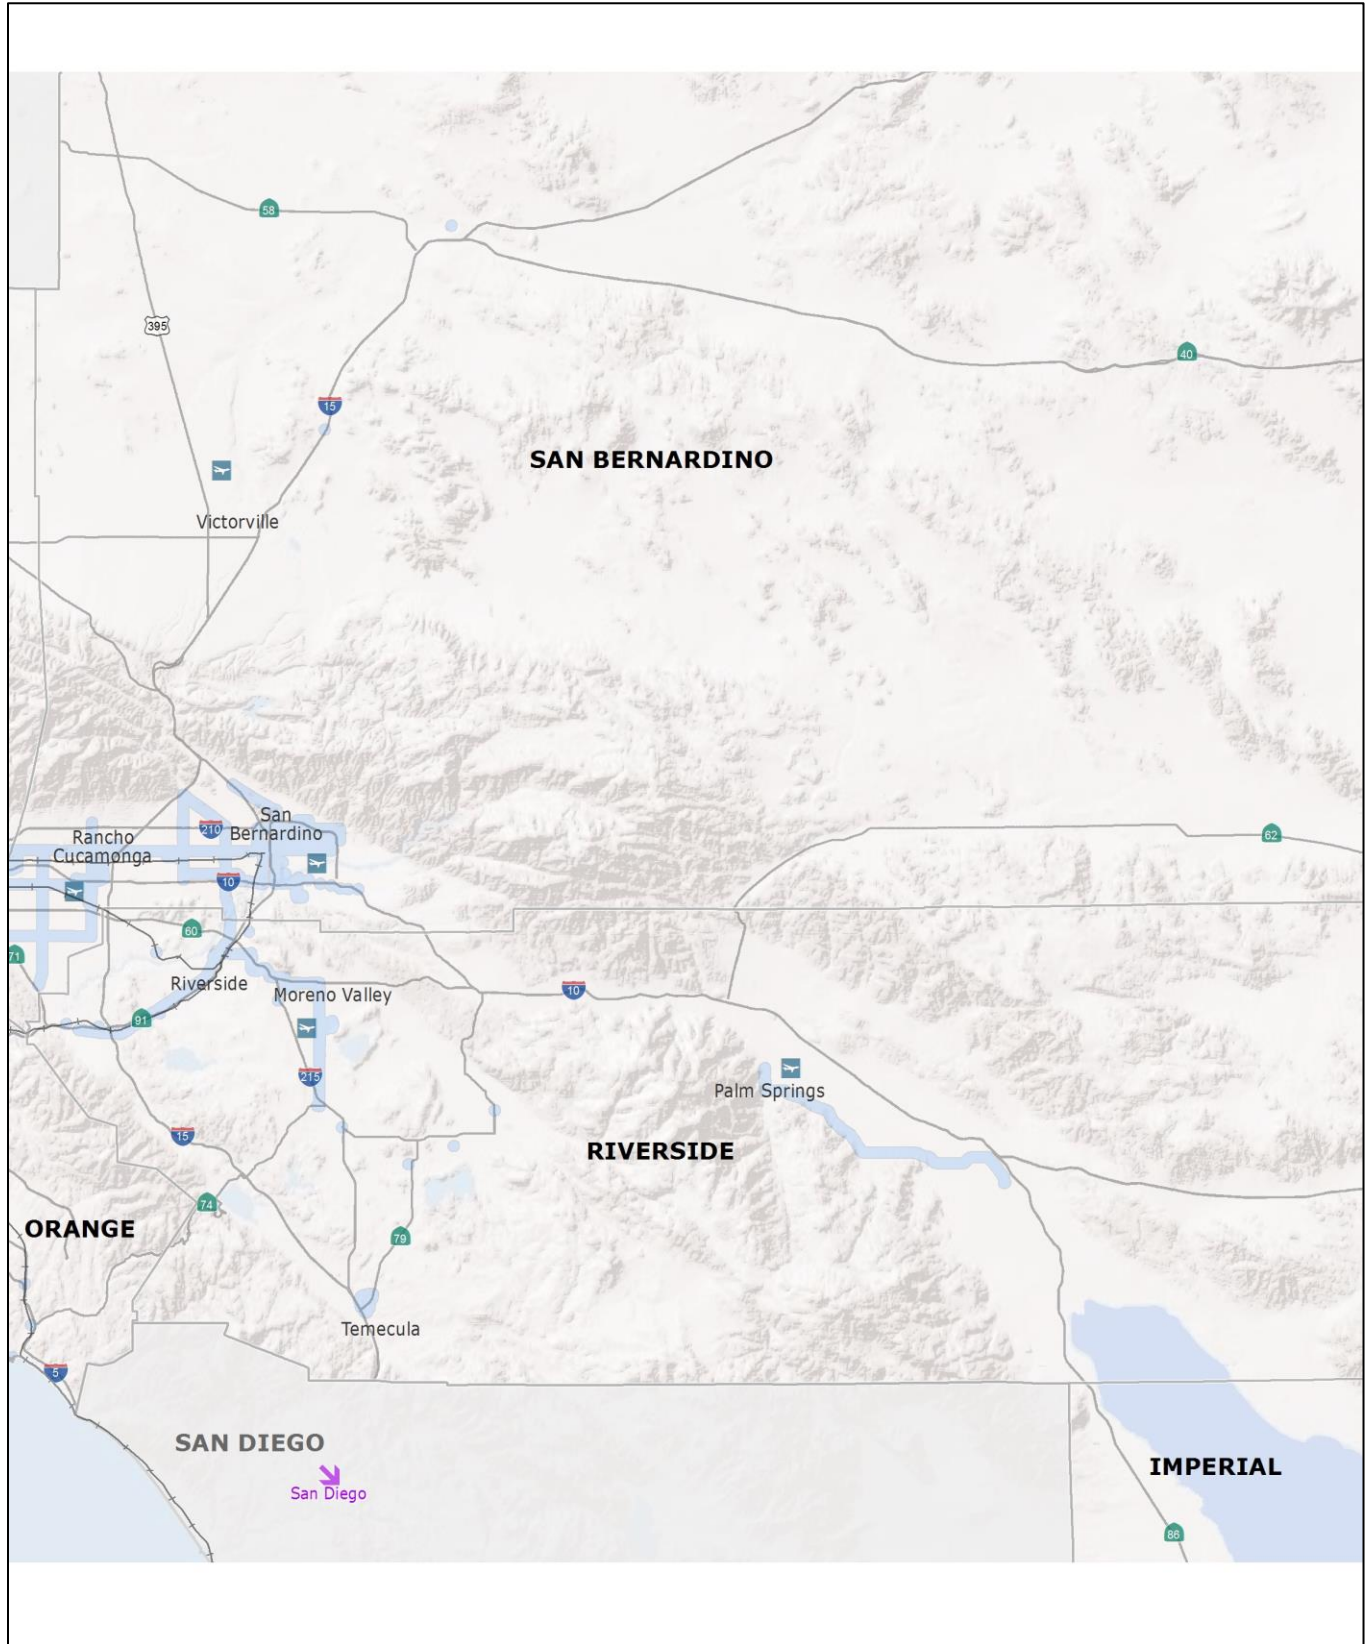 58
395
40
15
SAN BERNARDINO
Victorville
San
Bernardino
210
Rancho
Cucamonga
62
10
60
71
Riverside
Moreno Valley
10
91
215
Palm Springs
15
RIVERSIDE
74
ORANGE
79
Temecula
5
SAN DIEGO
San Diego
IMPERIAL
86